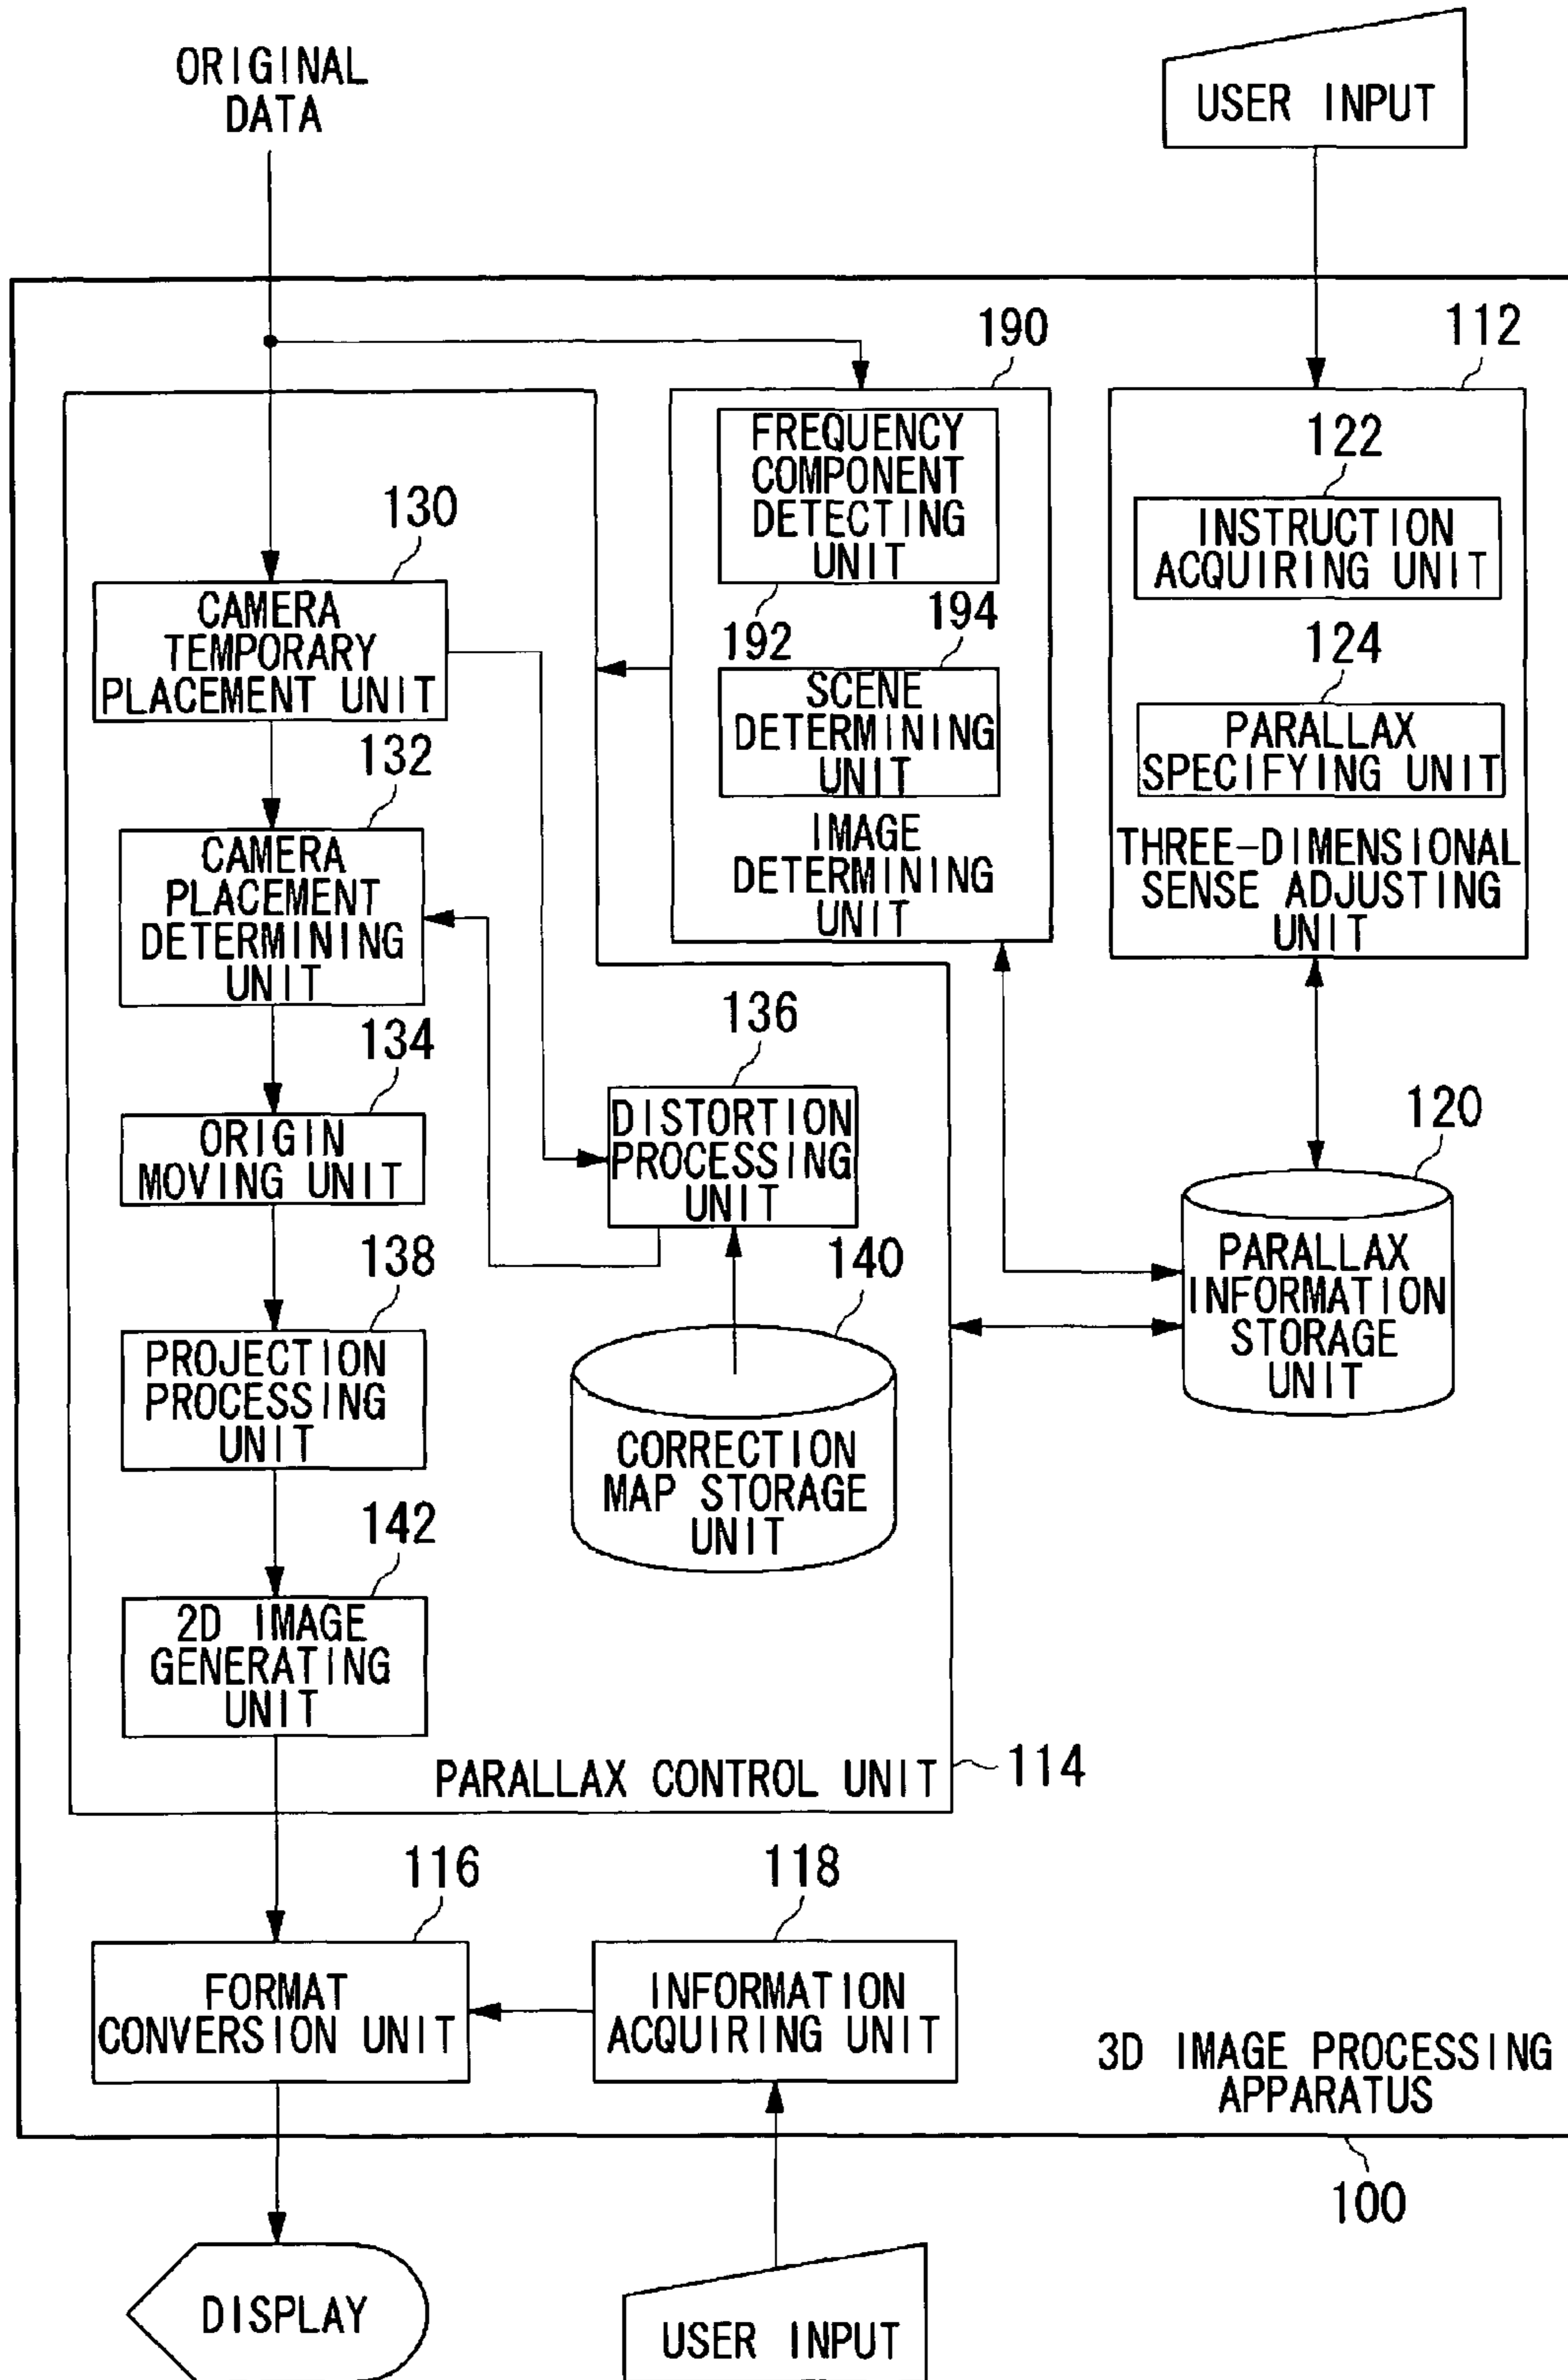 ORIGINAL
DATA
USER INPUT
190
112
FREQUENCY
COMPONENT
DETECTING
UNIT
122
INSTRUCTION
ACQUIRING UNIT
130
CAMERA
TEMPORARY
PLACEMENT UNIT
192
194
SCENE
DETERMINING
UNIT
124
PARALLAX
SPECIFYING UNIT
132
CAMERA
PLACEMENT
DETERMINING
UNIT
IMAGE
DETERMINING
UNIT
THREE-DIMENSIONAL
SENSE ADJUSTING
UNIT
134
ORIGIN
MOVING UNIT
136
DISTORTION
PROCESSING
UNIT
120
PARALLAX
INFORMATION
STORAGE
UNIT
138
PROJECTION
PROCESSING
UNIT
140
CORRECTION
MAP STORAGE
UNIT
142
2D IMAGE
GENERATING
UNIT
PARALLAX CONTROL UNIT
114
116
FORMAT
CONVERSION UNIT
118
INFORMATION
ACQUIRING UNIT
3D IMAGE PROCESSING
APPARATUS
100
DISPLAY
USER INPUT